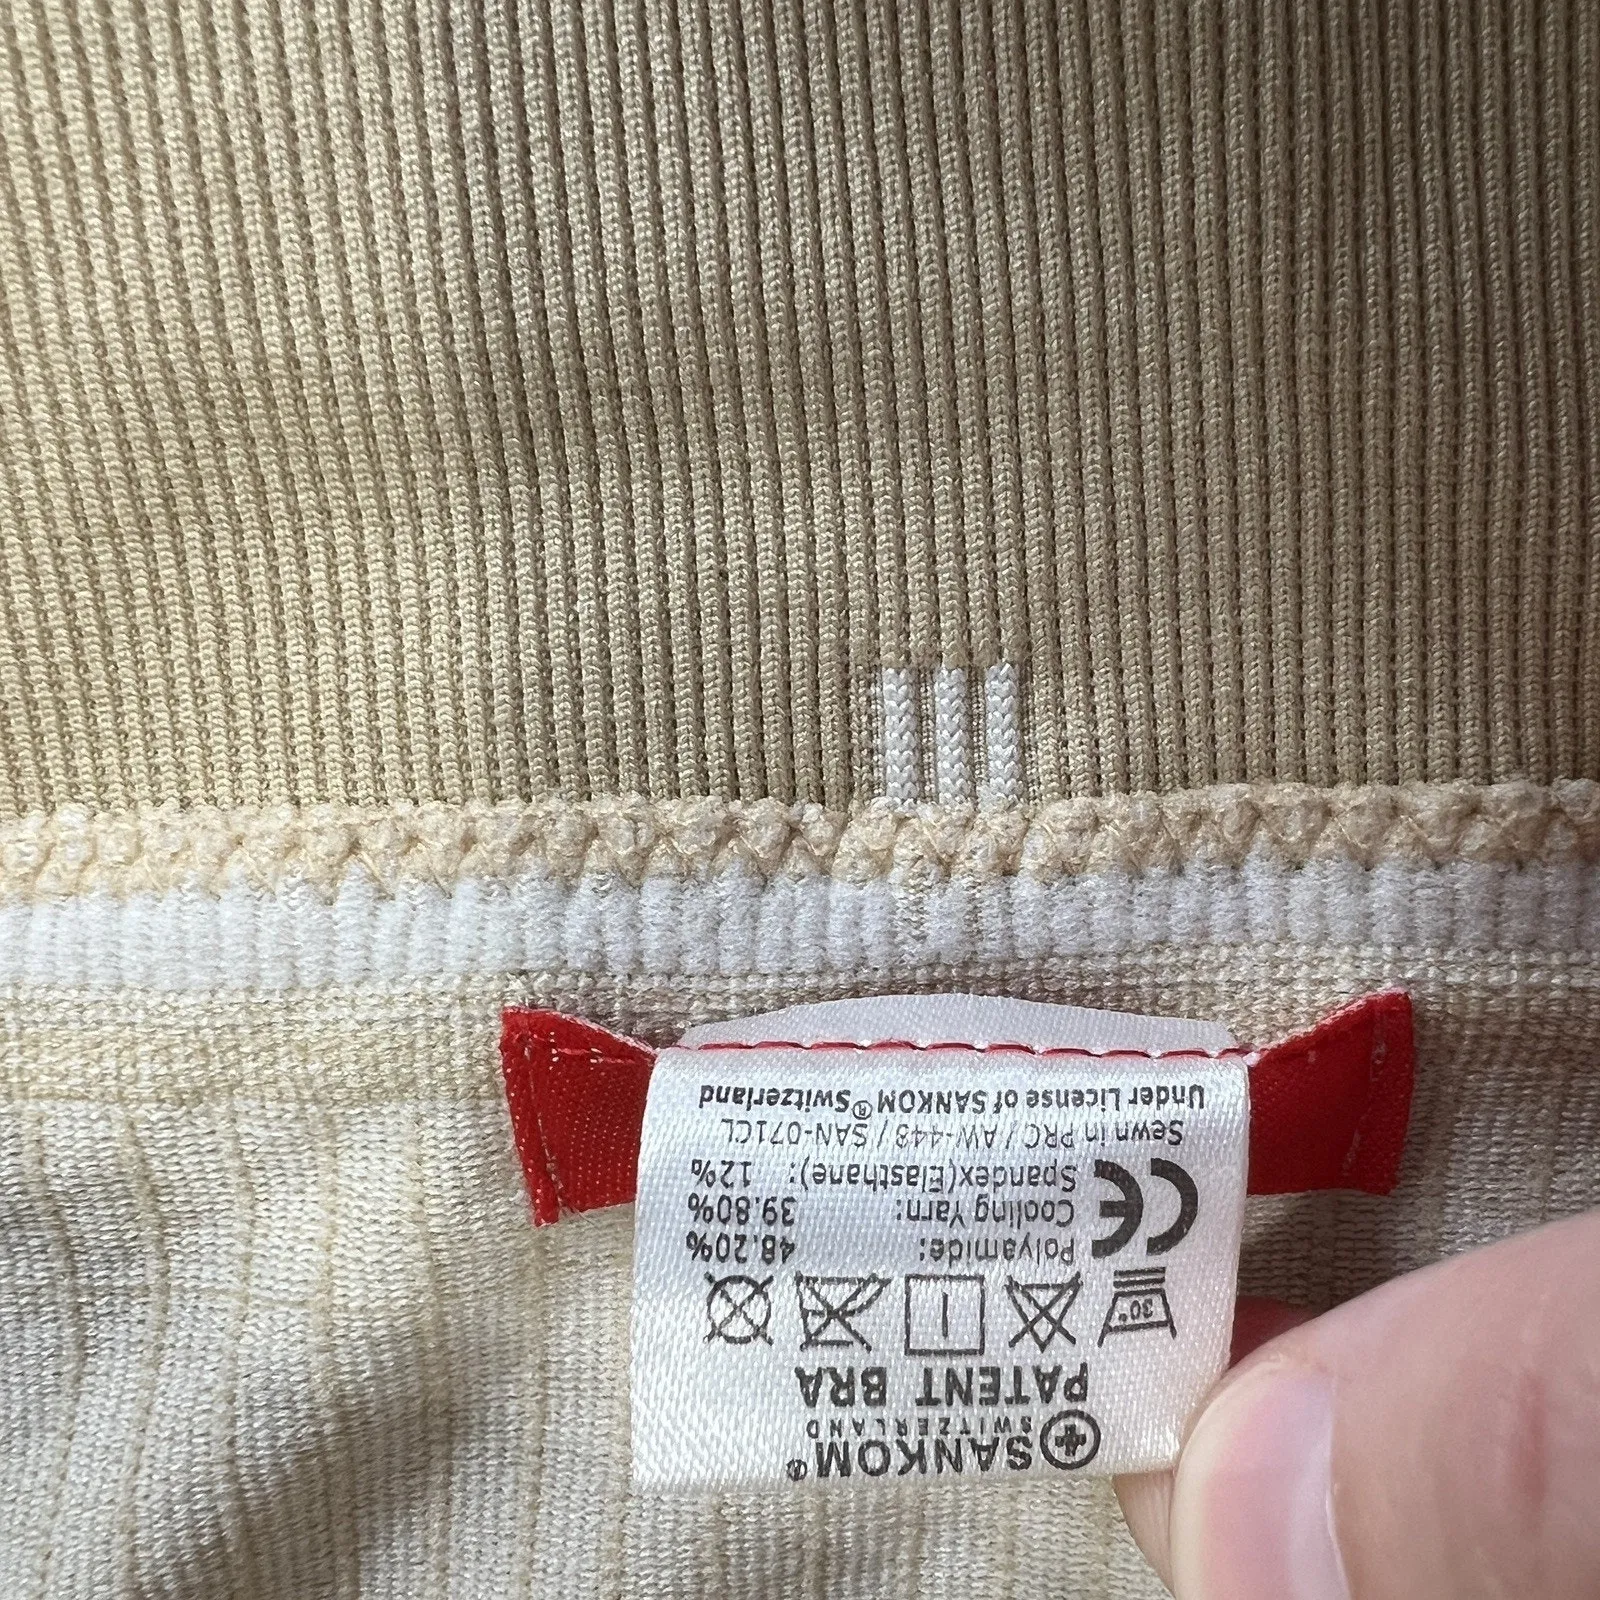 SANKOM®
SWITZERLAND
PATENT BRA
30°
Polyamide: 48.20%
Cooling Yarn: 39.80%
Spandex(Elasthane): 12%
CE
Sewn in PRC / AW-448 / SAN-071CL
Under License of SANKOM® Switzerland